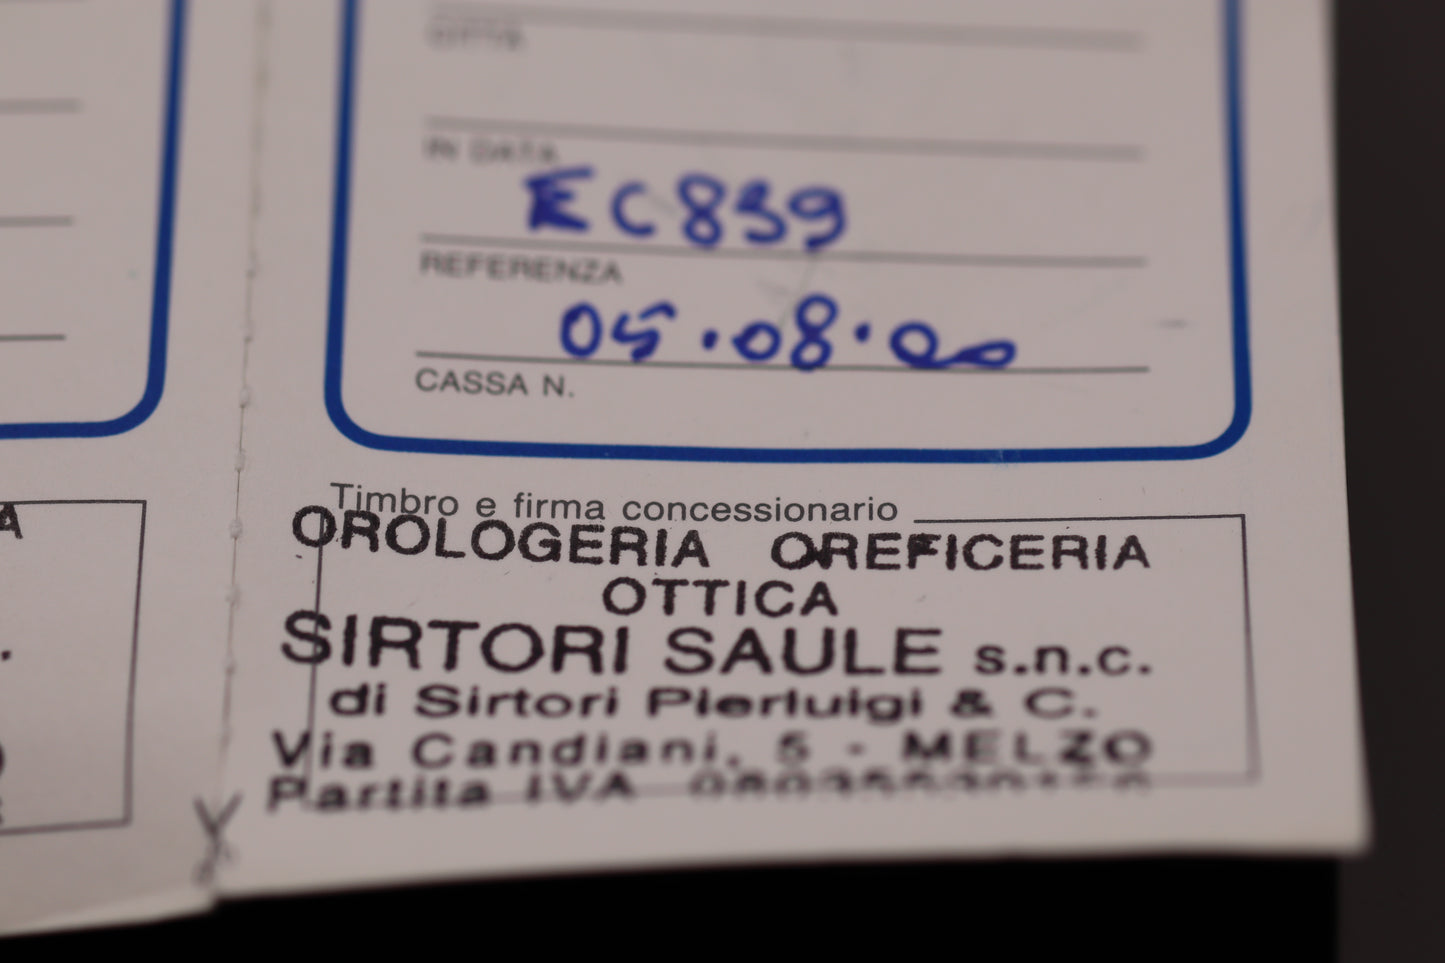 CITTÀ
IN DATA
EC839
REFERENZA
05.08.00
CASSA N.
Timbro e firma concessionario
OROLOGERIA OREFICERIA
OTTICA
SIRTORI SAULE s.n.c.
di Sirtori Pierluigi & C.
Via Candiani, 5 - MELZO
Partita IVA